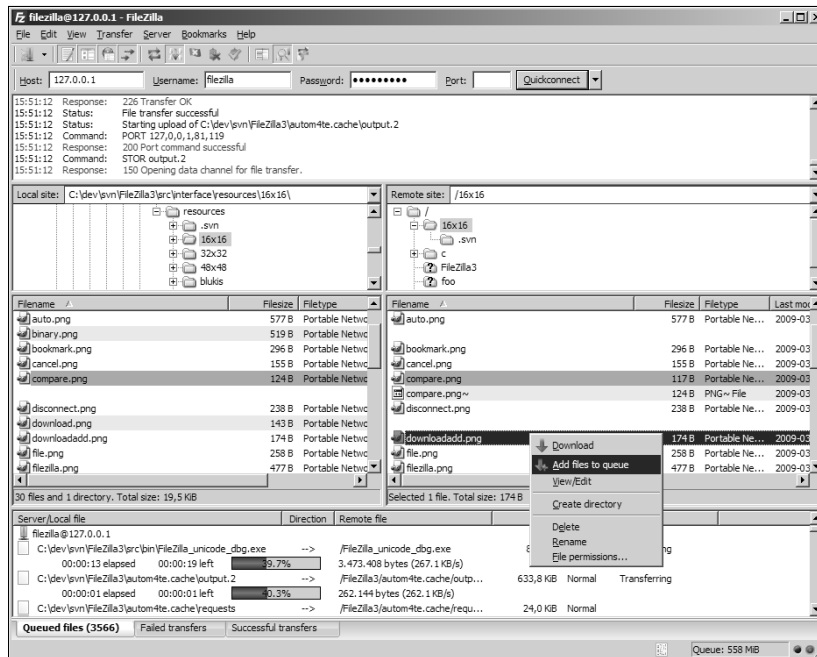 filezilla@127.0.0.1 - FileZilla
File Edit View Transfer Server Bookmarks Help
Host: 127.0.0.1 Username: filezilla Password: ••••••••• Port: Quickconnect
15:51:12 Response: 226 Transfer OK
15:51:12 Status: File transfer successful
15:51:12 Status: Starting upload of C:\dev\svn\FileZilla3\autom4te.cache\output.2
15:51:12 Command: PORT 127,0,0,1,81,119
15:51:12 Response: 200 Port command successful
15:51:12 Command: STOR output.2
15:51:12 Response: 150 Opening data channel for file transfer.
Local site: C:\dev\svn\FileZilla3\src\interface\resources\16x16\
resources
.svn
16x16
32x32
48x48
blukis
Remote site: /16x16
/
16x16
.svn
c
FileZilla3
foo
Filename Filesize Filetype
auto.png 577 B Portable Netwo
binary.png 519 B Portable Netwo
bookmark.png 296 B Portable Netwo
cancel.png 155 B Portable Netwo
compare.png 124 B Portable Netwo
disconnect.png 238 B Portable Netwo
download.png 143 B Portable Netwo
downloadadd.png 174 B Portable Netwo
file.png 258 B Portable Netwo
filezilla.png 477 B Portable Netwo
30 files and 1 directory. Total size: 19,5 KiB
Filename Filesize Filetype Last mod
auto.png 577 B Portable Ne... 2009-03
bookmark.png 296 B Portable Ne... 2009-03
cancel.png 155 B Portable Ne... 2009-03
compare.png 117 B Portable Ne... 2009-03
compare.png~ 124 B PNG~ File 2009-03
disconnect.png 238 B Portable Ne... 2009-03
downloadadd.png 174 B Portable Ne... 2009-03
file.png 258 B Portable Ne... 2009-03
filezilla.png 477 B Portable Ne... 2009-03
Selected 1 file. Total size: 174 B
Download
Add files to queue
View/Edit
Create directory
Delete
Rename
File permissions...
Server/Local file Direction Remote file
filezilla@127.0.0.1
C:\dev\svn\FileZilla3\src\bin\FileZilla_unicode_dbg.exe --> /FileZilla_unicode_dbg.exe
00:00:13 elapsed 00:00:19 left 39.7% 3.473.408 bytes (267.1 KB/s)
C:\dev\svn\FileZilla3\autom4te.cache\output.2 --> /FileZilla3/autom4te.cache/outp... 633,8 KiB Normal Transferring
00:00:01 elapsed 00:00:01 left 40.3% 262.144 bytes (262.1 KB/s)
C:\dev\svn\FileZilla3\autom4te.cache\requests --> /FileZilla3/autom4te.cache/requ... 24,0 KiB Normal
Queued files (3566) Failed transfers Successful transfers
Queue: 558 MiB